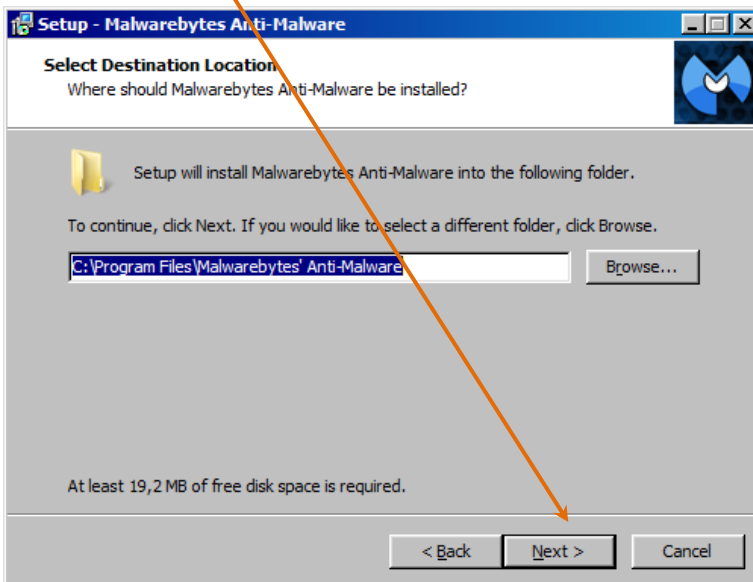 Setup - Malwarebytes Anti-Malware
Select Destination Location
Where should Malwarebytes Anti-Malware be installed?
Setup will install Malwarebytes Anti-Malware into the following folder.
To continue, click Next. If you would like to select a different folder, click Browse.
C:\Program Files\Malwarebytes' Anti-Malware
Browse...
At least 19,2 MB of free disk space is required.
< Back Next > Cancel